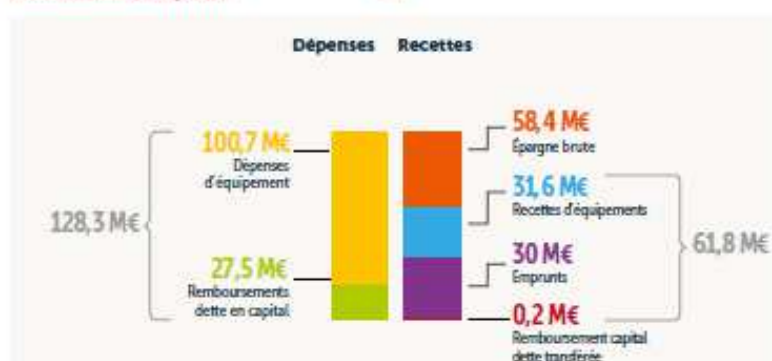 Dépenses Recettes
100,7 M€
Dépenses
d'équipement
128,3 M€
27,5 M€
Remboursements
dette en capital
58,4 M€
Épargne brute
31,6 M€
Recettes d'équipements
30 M€
Emprunts
61,8 M€
0,2 M€
Remboursement capital
dette transférée